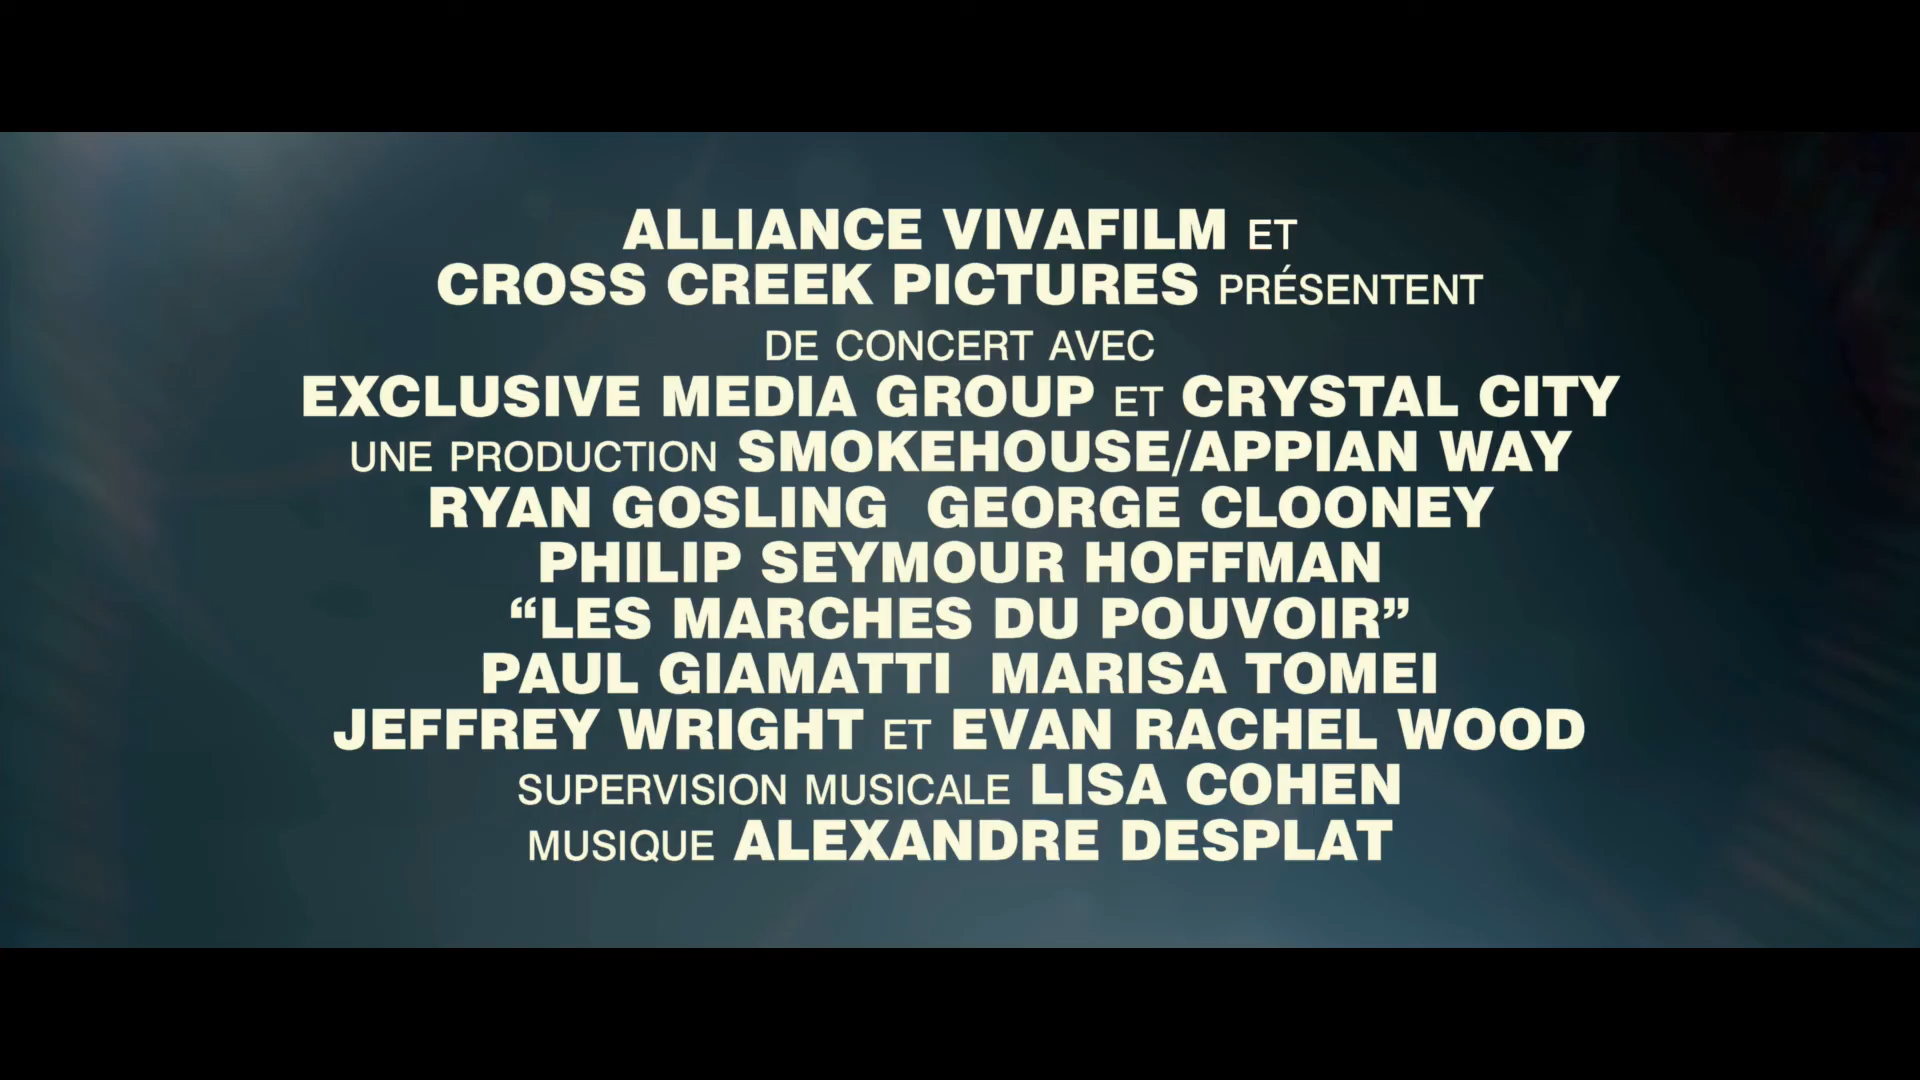 ALLIANCE VIVAFILM ET
CROSS CREEK PICTURES PRÉSENTENT
DE CONCERT AVEC
EXCLUSIVE MEDIA GROUP ET CRYSTAL CITY
UNE PRODUCTION SMOKEHOUSE/APPIAN WAY
RYAN GOSLING GEORGE CLOONEY
PHILIP SEYMOUR HOFFMAN
“LES MARCHES DU POUVOIR”
PAUL GIAMATTI MARISA TOMEI
JEFFREY WRIGHT ET EVAN RACHEL WOOD
SUPERVISION MUSICALE LISA COHEN
MUSIQUE ALEXANDRE DESPLAT